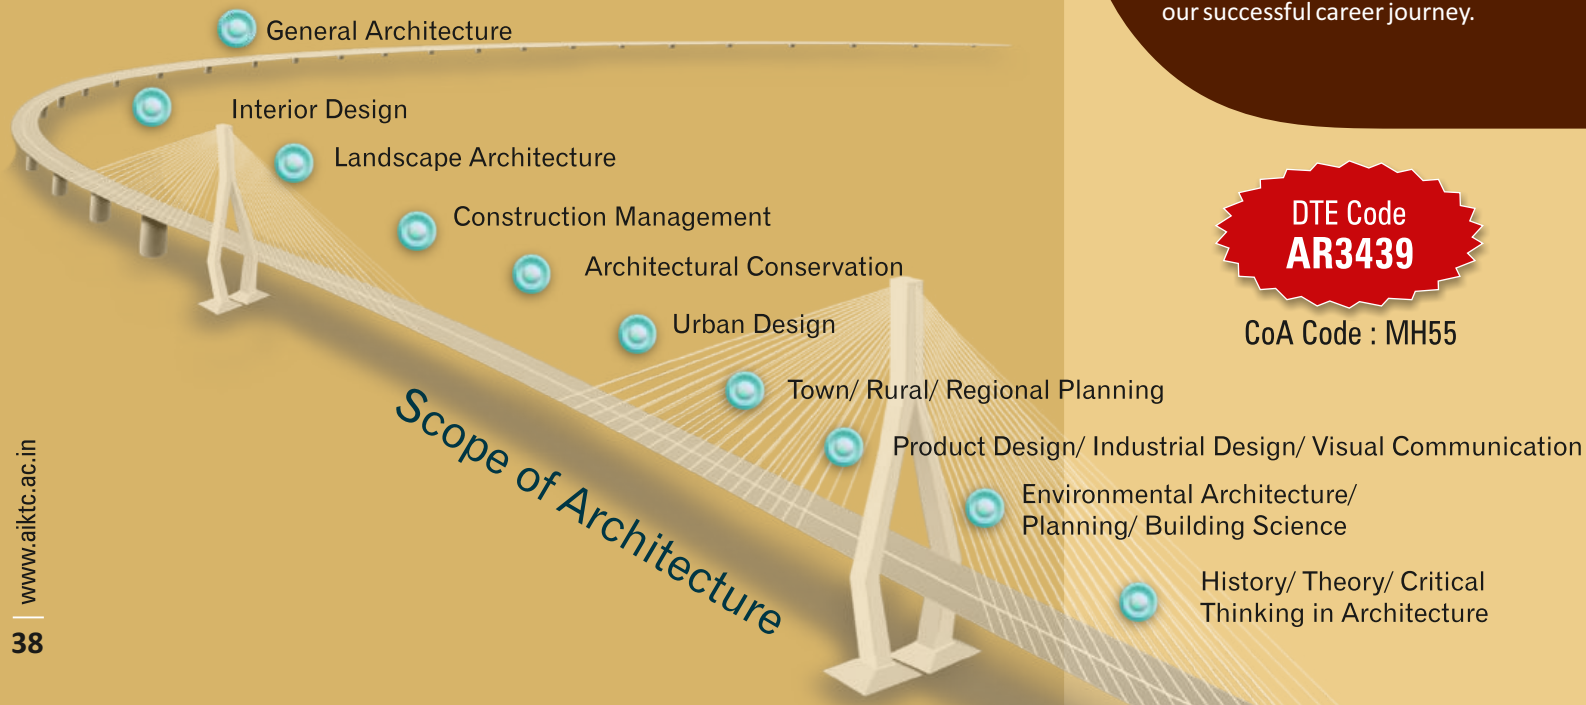 our successful career journey.
General Architecture
Interior Design
Landscape Architecture
Construction Management
Architectural Conservation
Urban Design
Town/ Rural/ Regional Planning
Product Design/ Industrial Design/ Visual Communication
Environmental Architecture/
Planning/ Building Science
History/ Theory/ Critical
Thinking in Architecture
Scope of Architecture
DTE Code
AR3439
CoA Code : MH55
www.aiktc.ac.in
38